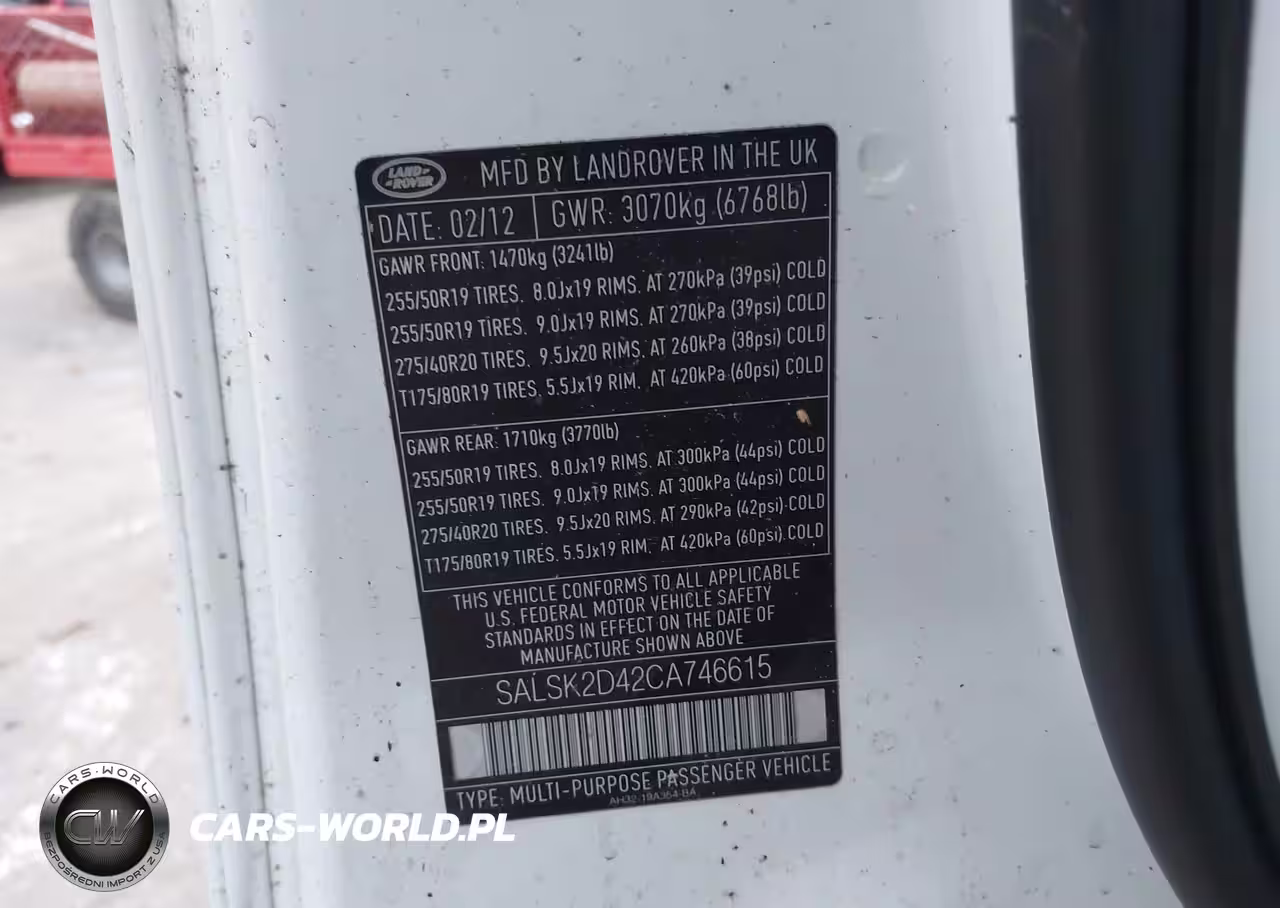 LAND-
-ROVER
MFD BY LANDROVER IN THE UK
DATE: 02/12 GWR: 3070kg (6768lb)
GAWR FRONT: 1470kg (3241lb)
255/50R19 TIRES. 8.0Jx19 RIMS. AT 270kPa (39psi) COLD
255/50R19 TIRES. 9.0Jx19 RIMS. AT 270kPa (39psi) COLD
275/40R20 TIRES. 9.5Jx20 RIMS. AT 260kPa (38psi) COLD
T175/80R19 TIRES. 5.5Jx19 RIM. AT 420kPa (60psi) COLD
GAWR REAR: 1710kg (3770lb)
255/50R19 TIRES. 8.0Jx19 RIMS. AT 300kPa (44psi) COLD
255/50R19 TIRES. 9.0Jx19 RIMS. AT 300kPa (44psi) COLD
275/40R20 TIRES. 9.5Jx20 RIMS. AT 290kPa (42psi) COLD
T175/80R19 TIRES. 5.5Jx19 RIM. AT 420kPa (60psi) COLD
THIS VEHICLE CONFORMS TO ALL APPLICABLE
U.S. FEDERAL MOTOR VEHICLE SAFETY
STANDARDS IN EFFECT ON THE DATE OF
MANUFACTURE SHOWN ABOVE
SALSK2D42CA746615
TYPE: MULTI-PURPOSE PASSENGER VEHICLE
AH32-19A364-BA
CARS-WORLD
CW
BEZPOŚREDNI IMPORT Z USA
CARS-WORLD.PL